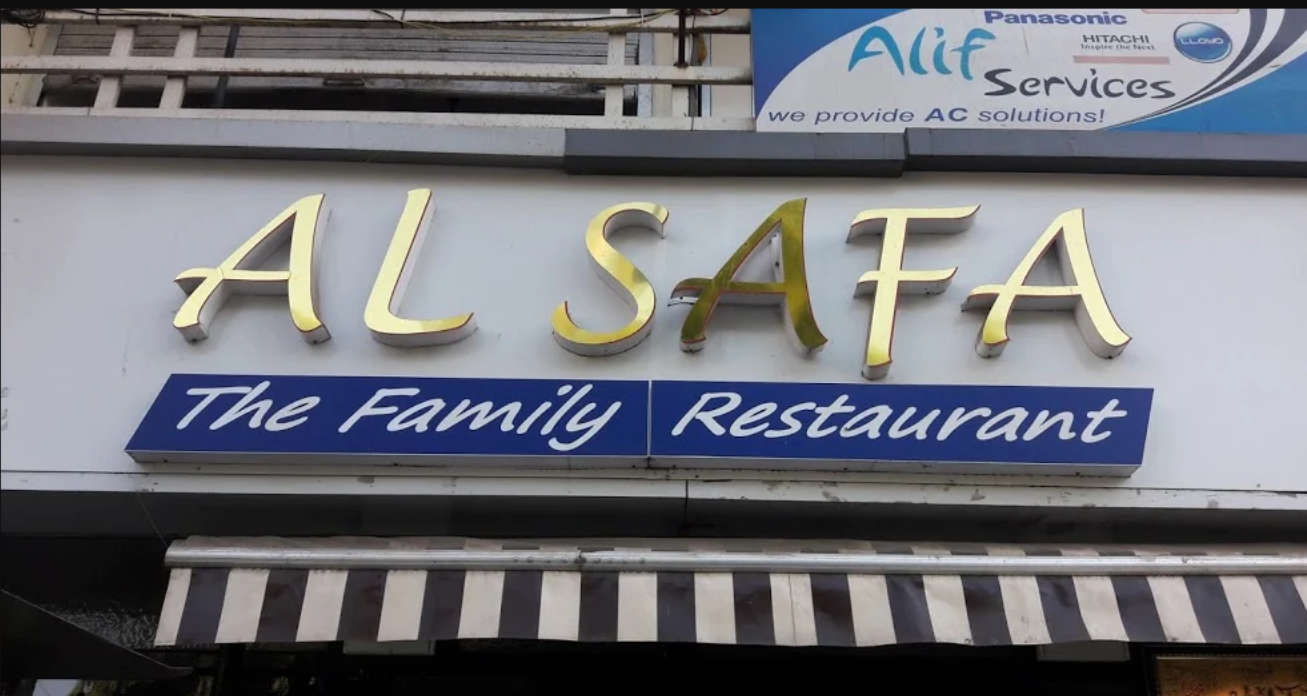 Panasonic
Alif
HITACHI
Inspire the Next
LLOYD
Services
we provide AC solutions!
AL SAFA
The Family Restaurant